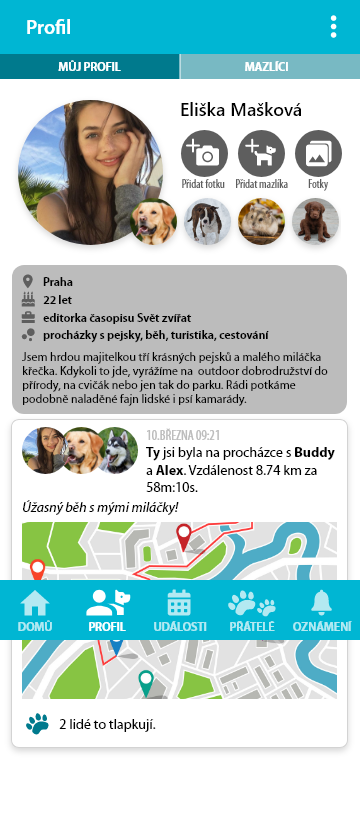 Profil
MŮJ PROFIL
MAZLÍCI
Eliška Mašková
Přidat fotku
Přidat mazlíka
Fotky
Praha
22 let
editorka časopisu Svět zvířat
procházky s pejsky, běh, turistika, cestování
Jsem hrdou majitelkou tří krásných pejsků a malého miláčka
křečka. Kdykoli to jde, vyrážíme na outdoor dobrodružství do
přírody, na cvičák nebo jen tak do parku. Rádi potkáme
podobně naladěné fajn lidské i psí kamarády.
10.BŘEZNA 09:21
Ty jsi byla na procházce s Buddy
a Alex. Vzdálenost 8.74 km za
58m:10s.
Úžasný běh s mými miláčky!
DOMŮ
PROFIL
UDÁLOSTI
PŘÁTELÉ
OZNÁMENÍ
2 lidé to tlapkují.